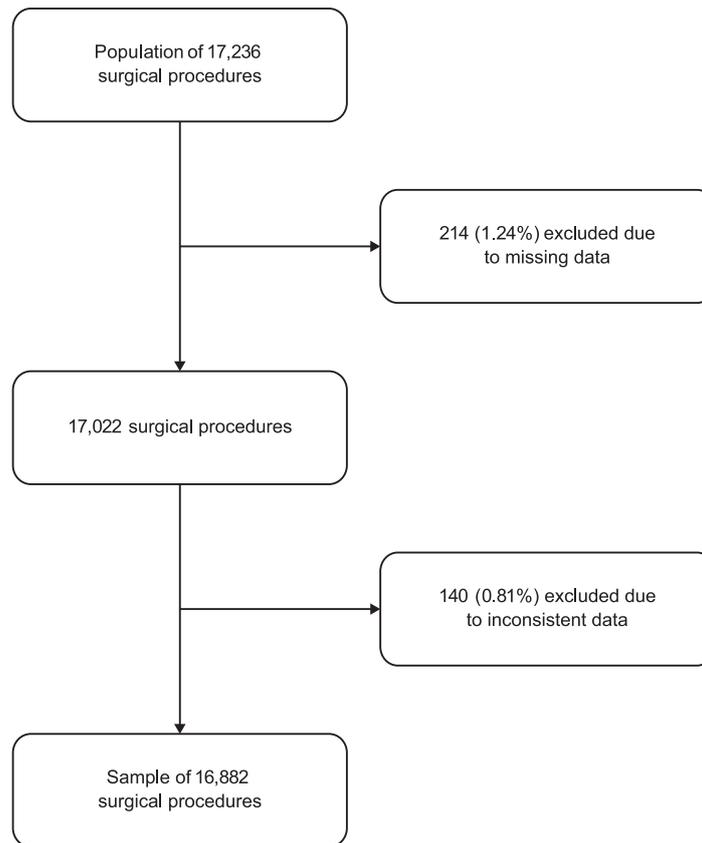 Population of 17,236
surgical procedures
214 (1.24%) excluded due
to missing data
17,022 surgical procedures
140 (0.81%) excluded due
to inconsistent data
Sample of 16,882
surgical procedures